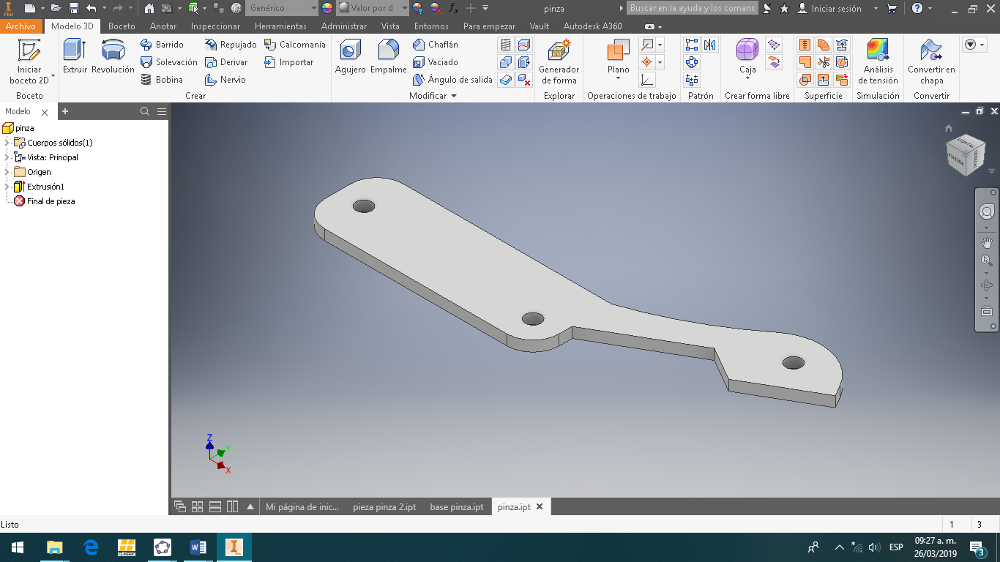 PRO
Genérico
Valor por d
fx
pinza
Buscar en la ayuda y los comanc
Iniciar sesión
Archivo
Modelo 3D
Boceto
Anotar
Inspeccionar
Herramientas
Administrar
Vista
Entornos
Para empezar
Vault
Autodesk A360
Iniciar
boceto 2D
Extruir
Revolución
Barrido
Solevación
Bobina
Repujado
Derivar
Nervio
Calcomanía
Importar
Agujero
Empalme
Chaflán
Vaciado
Ángulo de salida
Generador
de forma
Plano
Caja
Análisis
de tensión
Convertir en
chapa
Boceto
Crear
Modificar
Explorar
Operaciones de trabajo
Patrón
Crear forma libre
Superficie
Simulación
Convertir
Modelo
pinza
Cuerpos sólidos(1)
Vista: Principal
Origen
Extrusión1
Final de pieza
Z
Y
X
Mi página de inic...
pieza pinza 2.ipt
base pinza.ipt
pinza.ipt
Listo
1
3
CLASSIC
PRO
ESP
09:27 a. m.
26/03/2019
3